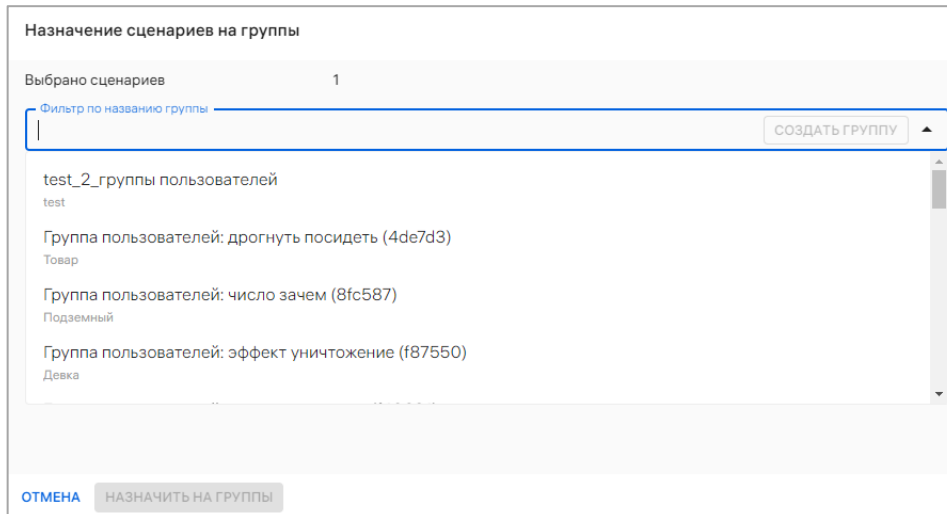 Назначение сценариев на группы
Выбрано сценариев 1
Фильтр по названию группы
СОЗДАТЬ ГРУППУ
test_2_группы пользователей
test
Группа пользователей: дрогнуть посидеть (4de7d3)
Товар
Группа пользователей: число зачем (8fc587)
Подземный
Группа пользователей: эффект уничтожение (f87550)
Девка
ОТМЕНА НАЗНАЧИТЬ НА ГРУППЫ